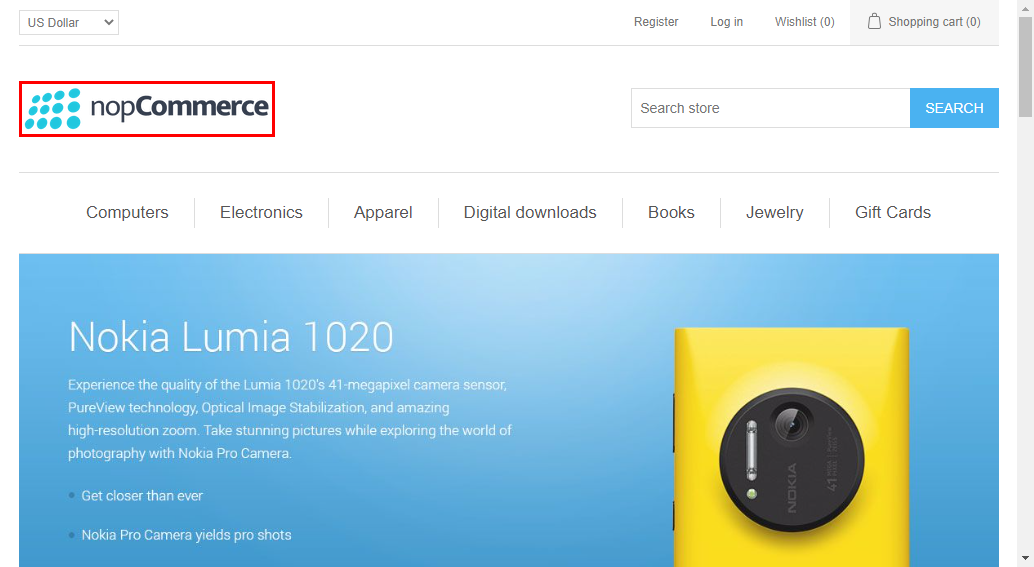 US Dollar
Register
Log in
Wishlist (0)
Shopping cart (0)
nopCommerce
Search store
SEARCH
Computers
Electronics
Apparel
Digital downloads
Books
Jewelry
Gift Cards
Nokia Lumia 1020
Experience the quality of the Lumia 1020's 41-megapixel camera sensor,
PureView technology, Optical Image Stabilization, and amazing
high-resolution zoom. Take stunning pictures while exploring the world of
photography with Nokia Pro Camera.
Get closer than ever
Nokia Pro Camera yields pro shots
NOKIA
41